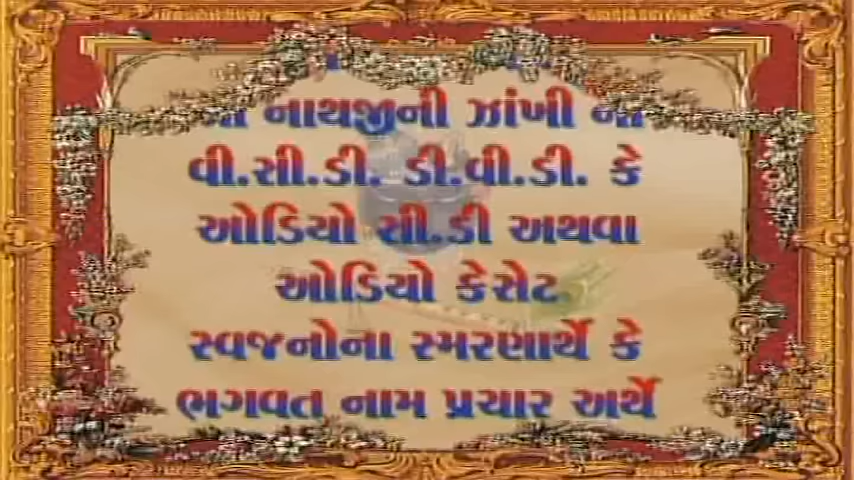 નાથજીની ઝાંખી
વી.સી.ડી. ડી.વી.ડી. કે
ઓડિયો સી.ડી અથવા
ઓડિયો કેસેટ
સ્વજનોના સ્મરણાર્થે કે
ભગવત નામ પ્રચાર અર્થે